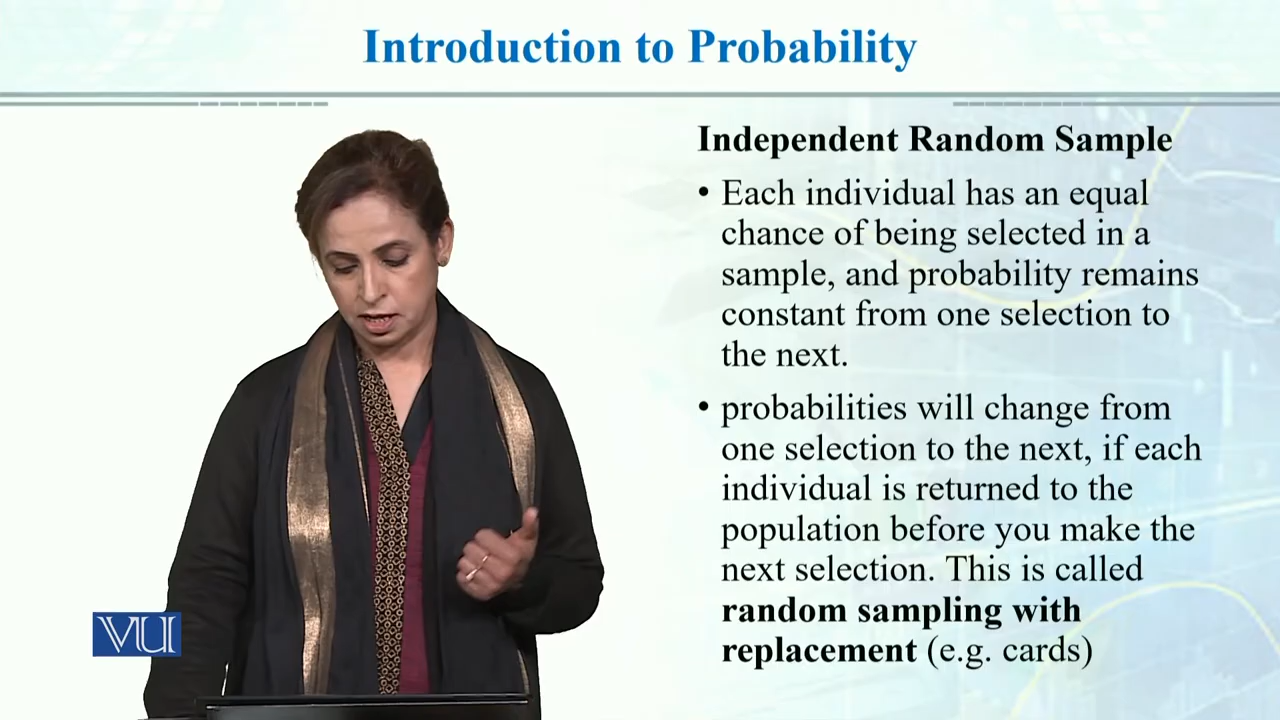 Introduction to Probability
Independent Random Sample
• Each individual has an equal
chance of being selected in a
sample, and probability remains
constant from one selection to
the next.
• probabilities will change from
one selection to the next, if each
individual is returned to the
population before you make the
next selection. This is called
random sampling with
replacement (e.g. cards)
VU